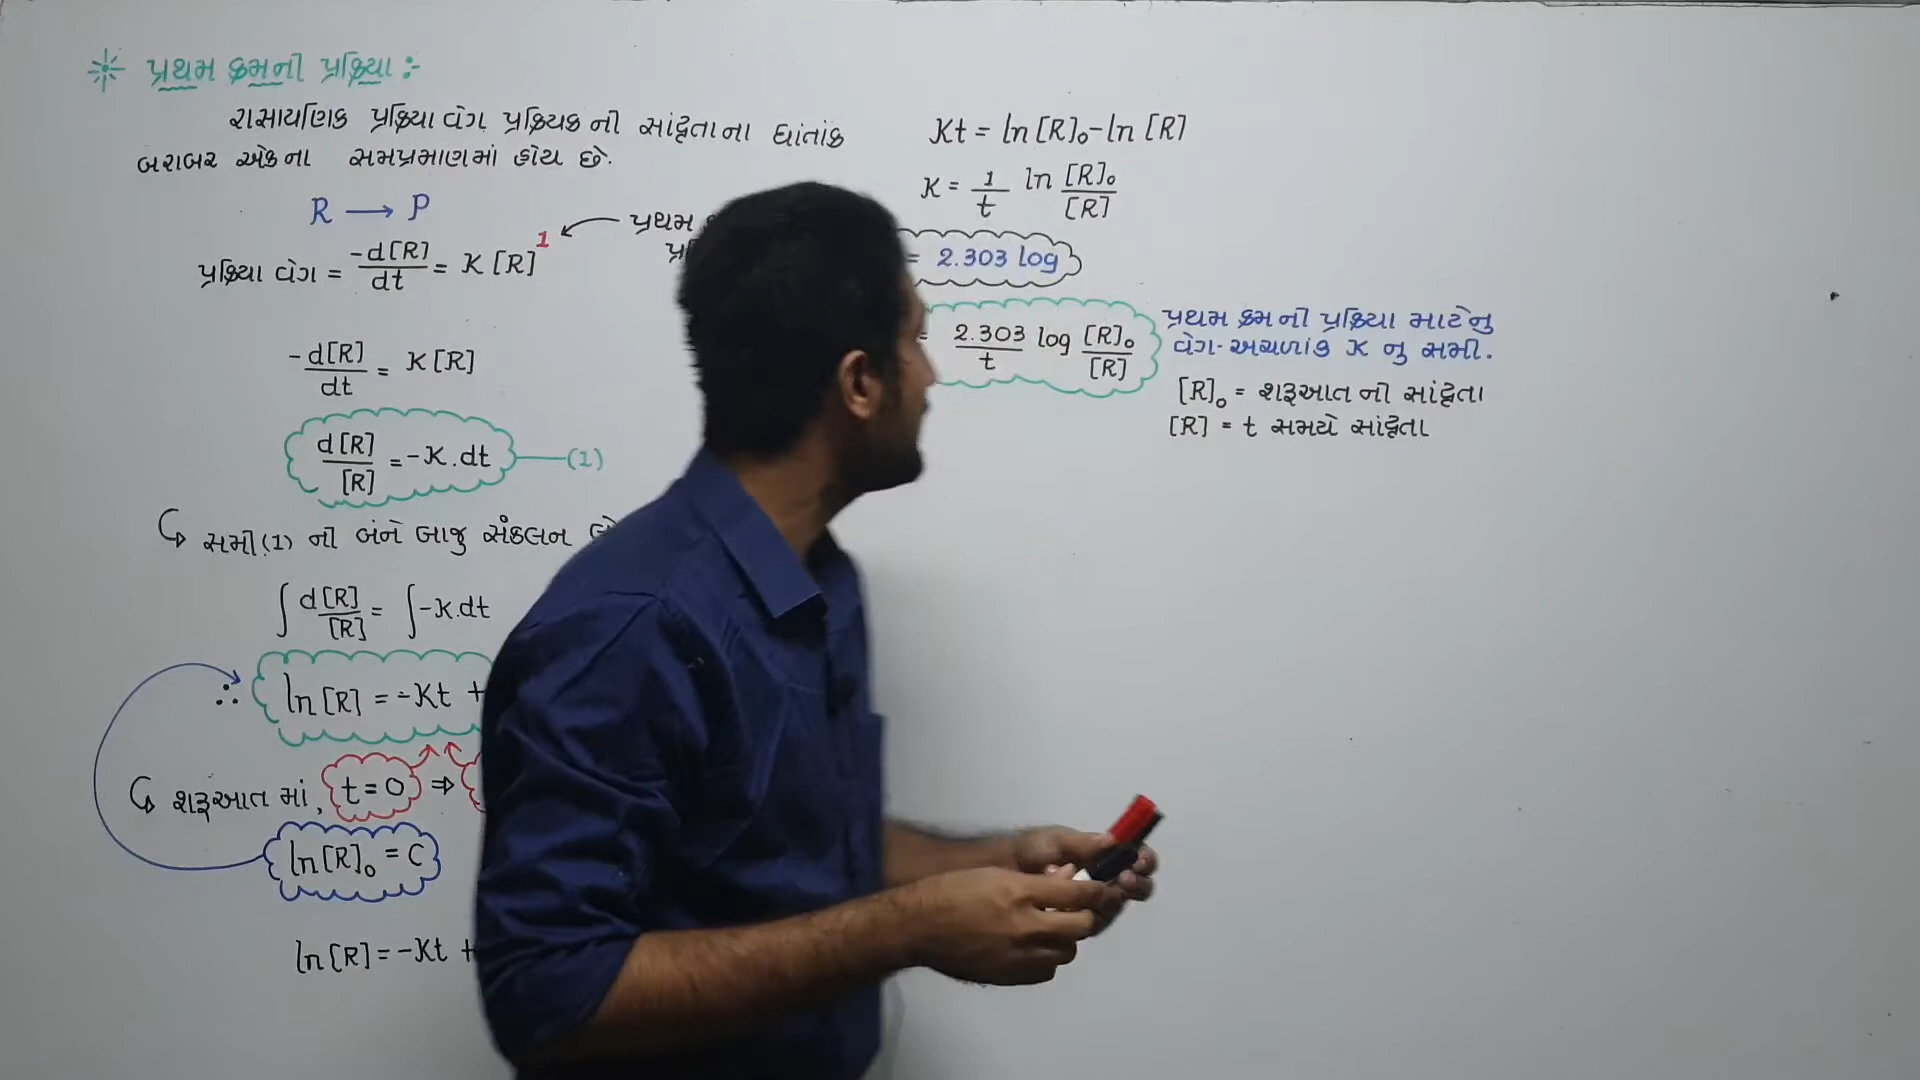 પ્રથમ ક્રમની પ્રક્રિયા :-
રાસાયણિક પ્રક્રિયા વેગ પ્રક્રિયક ની સાંદ્રતાના ઘાતાંક
બરાબર એકના સમપ્રમાણમાં હોય છે.
R → P
પ્રક્રિયા વેગ = -d[R]/dt = K[R]^1
પ્રથમ
-d[R]/dt = K[R]
d[R]/[R] = -K.dt —(1)
સમી.(1) ની બંને બાજુ સંકલન
∫ d[R]/[R] = ∫ -K.dt
∴ ln[R] = -Kt +
શરૂઆત માં, t = 0 ⇒
ln[R]₀ = C
ln[R] = -Kt +
Kt = ln[R]₀ - ln[R]
K = 1/t ln [R]₀/[R]
= 2.303 log
= 2.303/t log [R]₀/[R]
પ્રથમ ક્રમની પ્રક્રિયા માટેનુ
વેગ-અચળાંક K નુ સમી.
[R]₀ = શરૂઆત ની સાંદ્રતા
[R] = t સમયે સાંદ્રતા